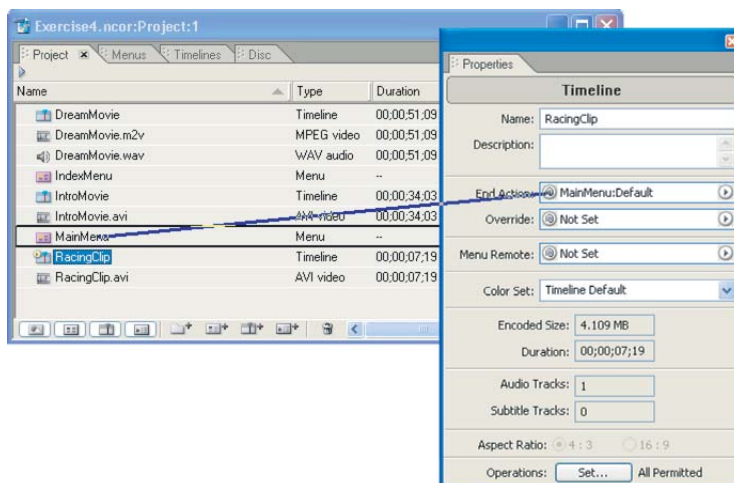 Exercise4.ncor:Project:1
Project Menus Timelines Disc
Name Type Duration
DreamMovie Timeline 00;00;51;09
DreamMovie.m2v MPEG video 00;00;51;09
DreamMovie.wav WAV audio 00;00;51;09
IndexMenu Menu --
IntroMovie Timeline 00;00;34;03
IntroMovie.avi AVI video 00;00;34;03
MainMenu Menu --
RacingClip Timeline 00;00;07;19
RacingClip.avi AVI video 00;00;07;19
Properties
Timeline
Name: RacingClip
Description:
End Action: MainMenu:Default
Override: Not Set
Menu Remote: Not Set
Color Set: Timeline Default
Encoded Size: 4.109 MB
Duration: 00;00;07;19
Audio Tracks: 1
Subtitle Tracks: 0
Aspect Ratio: 4:3 16:9
Operations: Set... All Permitted